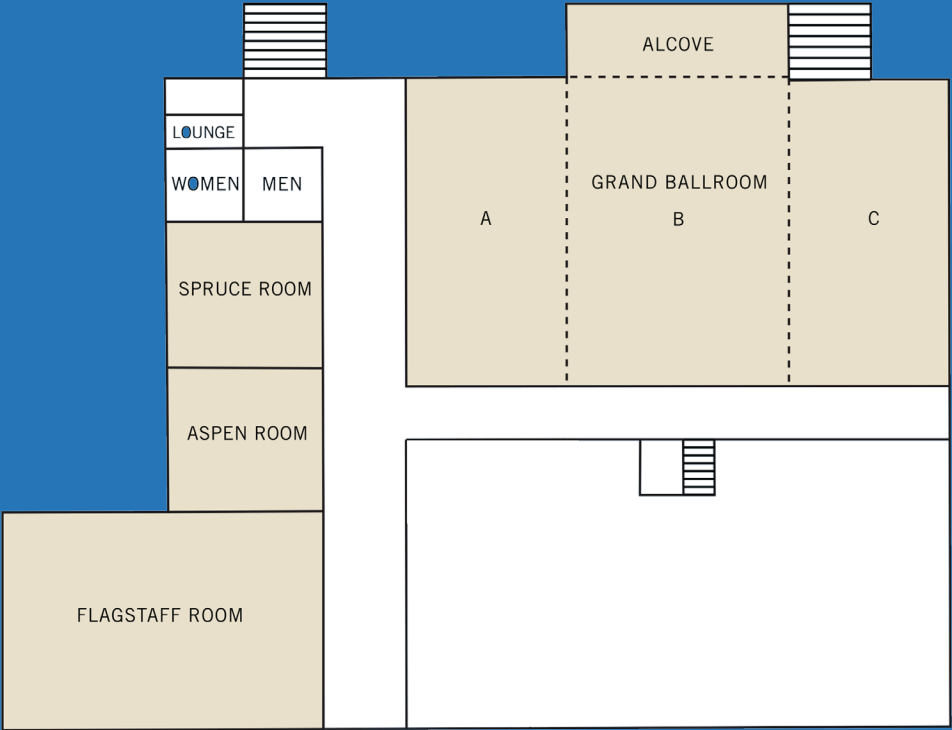 ALCOVE
LOUNGE
WOMEN
MEN
GRAND BALLROOM
A
B
C
SPRUCE ROOM
ASPEN ROOM
FLAGSTAFF ROOM